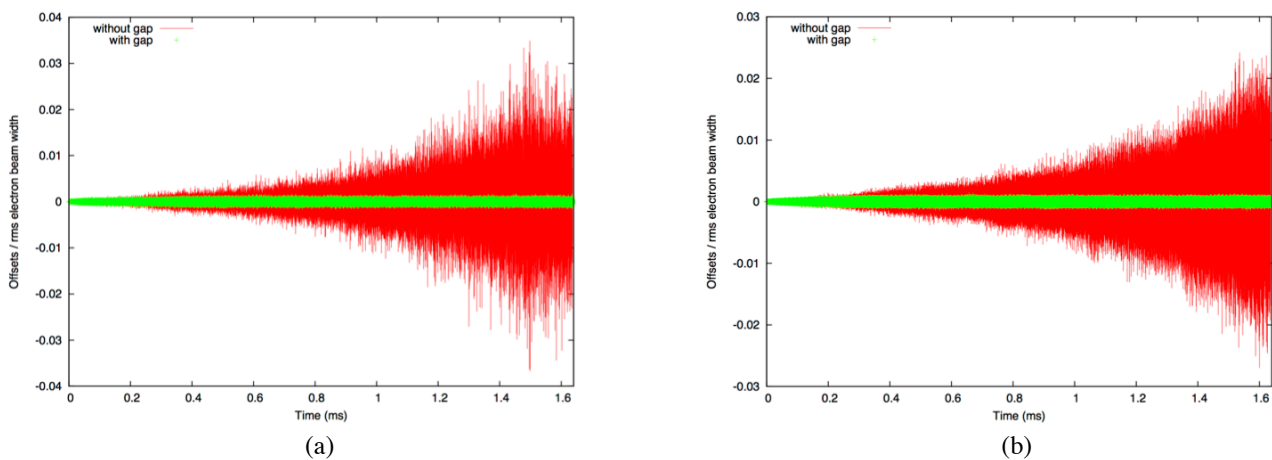 0.04
without gap
with gap
0.03
0.02
0.01
0
-0.01
-0.02
-0.03
-0.04
Offsets / rms electron beam width
0 0.2 0.4 0.6 0.8 1 1.2 1.4 1.6
Time (ms)
(a)
0.03
without gap
with gap
0.02
0.01
0
-0.01
-0.02
-0.03
Offsets / rms electron beam width
0 0.2 0.4 0.6 0.8 1 1.2 1.4 1.6
Time (ms)
(b)